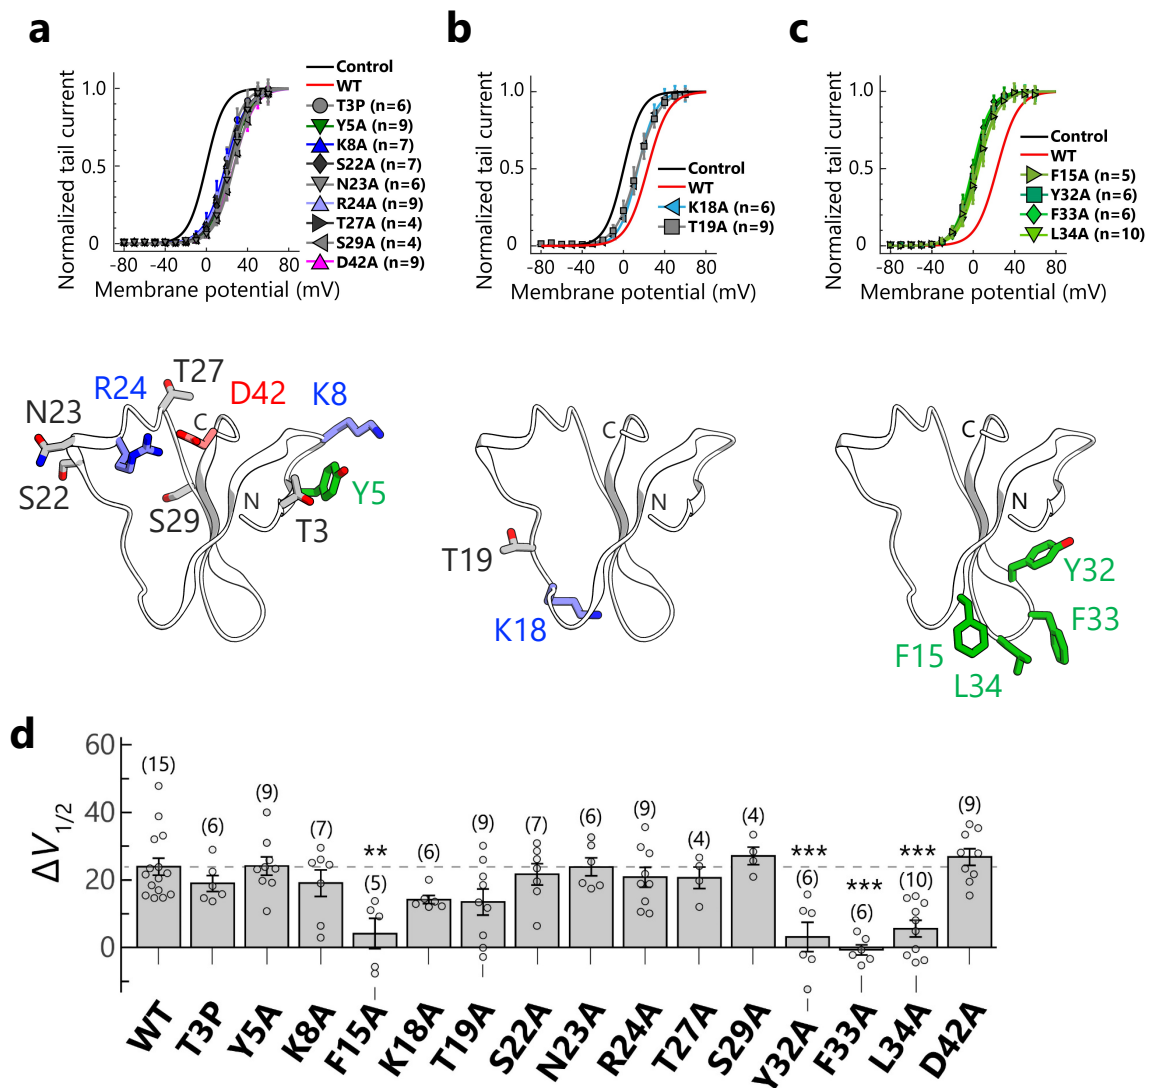 a
Normalized tail current
1.0
0.5
0
-80 -40 0 40 80
Membrane potential (mV)
Control
WT
T3P (n=6)
Y5A (n=9)
K8A (n=7)
S22A (n=7)
N23A (n=6)
R24A (n=9)
T27A (n=4)
S29A (n=4)
D42A (n=9)
b
Normalized tail current
1.0
0.5
0
-80 -40 0 40 80
Membrane potential (mV)
Control
WT
K18A (n=6)
T19A (n=9)
c
Normalized tail current
1.0
0.5
0
-80 -40 0 40 80
Membrane potential (mV)
Control
WT
F15A (n=5)
Y32A (n=6)
F33A (n=6)
L34A (n=10)
T27
R24
D42
K8
N23
C
S22
S29
N
T3
Y5
C
N
T19
K18
C
N
Y32
F33
F15
L34
d
ΔV1/2
60
40
20
0
(15)
(6)
(9)
(7)
**
(5)
(6)
(9)
(7)
(6)
(9)
(4)
(4)
***
(6)
***
(6)
***
(10)
(9)
WT T3P Y5A K8A F15A K18A T19A S22A N23A R24A T27A S29A Y32A F33A L34A D42A